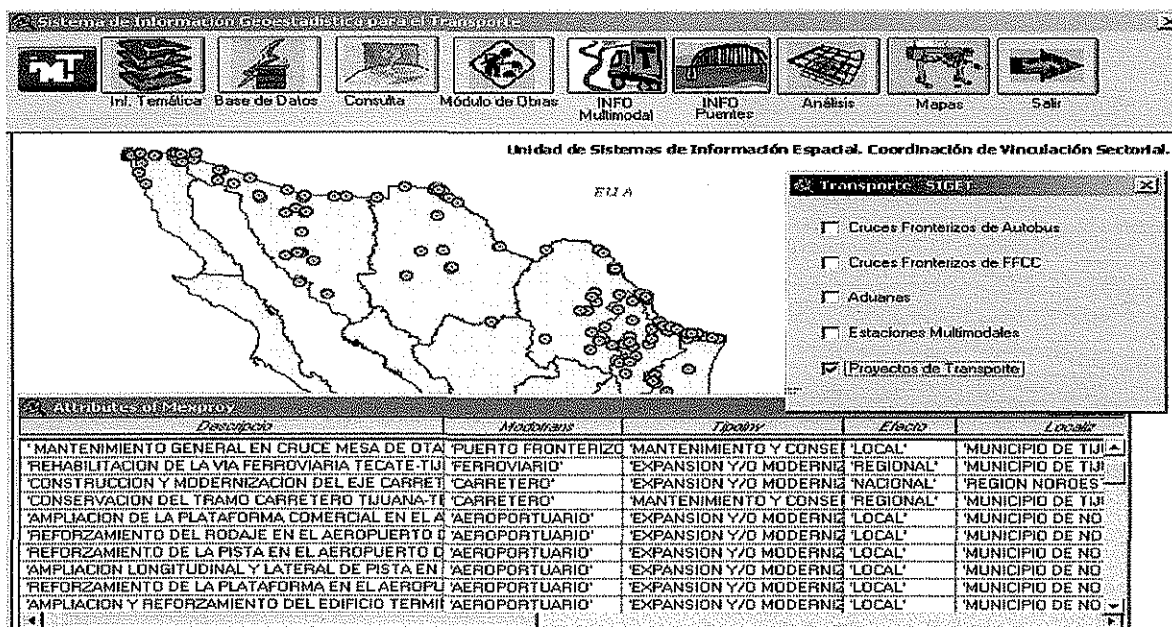 Sistema de Información Geoestadística para el Transporte
Inf. Temática Base de Datos Consulta Módulo de Obras INFO Multimodal INFO Puentes Análisis Mapas Salir
Unidad de Sistemas de Información Espacial. Coordinación de Vinculación Sectorial.
E U A
Transporte SIGET
Cruces Fronterizos de Autobus
Cruces Fronterizos de FFCC
Aduanas
Estaciones Multimodales
Proyectos de Transporte
Attributes of Mexproy
Descripcio Modotrans Tipoinv Efecto Localiz
'MANTENIMIENTO GENERAL EN CRUCE MESA DE OTA 'PUERTO FRONTERIZO 'MANTENIMIENTO Y CONSE 'LOCAL' 'MUNICIPIO DE TIJ
'REHABILITACION DE LA VIA FERROVIARIA TECATE-TIJ 'FERROVIARIO' 'EXPANSION Y/O MODERNIZ 'REGIONAL' 'MUNICIPIO DE TIJ
'CONSTRUCCION Y MODERNIZACION DEL EJE CARRET 'CARRETERO' 'EXPANSION Y/O MODERNIZ 'NACIONAL' 'REGION NOROES
'CONSERVACION DEL TRAMO CARRETERO TIJUANA-TE 'CARRETERO' 'MANTENIMIENTO Y CONSE 'REGIONAL' 'MUNICIPIO DE TIJ
'AMPLIACION DE LA PLATAFORMA COMERCIAL EN EL A 'AEROPORTUARIO' 'EXPANSION Y/O MODERNIZ 'LOCAL' 'MUNICIPIO DE NO
'REFORZAMIENTO DEL RODAJE EN EL AEROPUERTO D 'AEROPORTUARIO' 'EXPANSION Y/O MODERNIZ 'LOCAL' 'MUNICIPIO DE NO
'REFORZAMIENTO DE LA PISTA EN EL AEROPUERTO D 'AEROPORTUARIO' 'EXPANSION Y/O MODERNIZ 'LOCAL' 'MUNICIPIO DE NO
'AMPLIACION LONGITUDINAL Y LATERAL DE PISTA EN 'AEROPORTUARIO' 'EXPANSION Y/O MODERNIZ 'LOCAL' 'MUNICIPIO DE NO
'REFORZAMIENTO DE LA PLATAFORMA EN EL AEROPU 'AEROPORTUARIO' 'EXPANSION Y/O MODERNIZ 'LOCAL' 'MUNICIPIO DE NO
'AMPLIACION Y REFORZAMIENTO DEL EDIFICIO TERMI 'AEROPORTUARIO' 'EXPANSION Y/O MODERNIZ 'LOCAL' 'MUNICIPIO DE NO